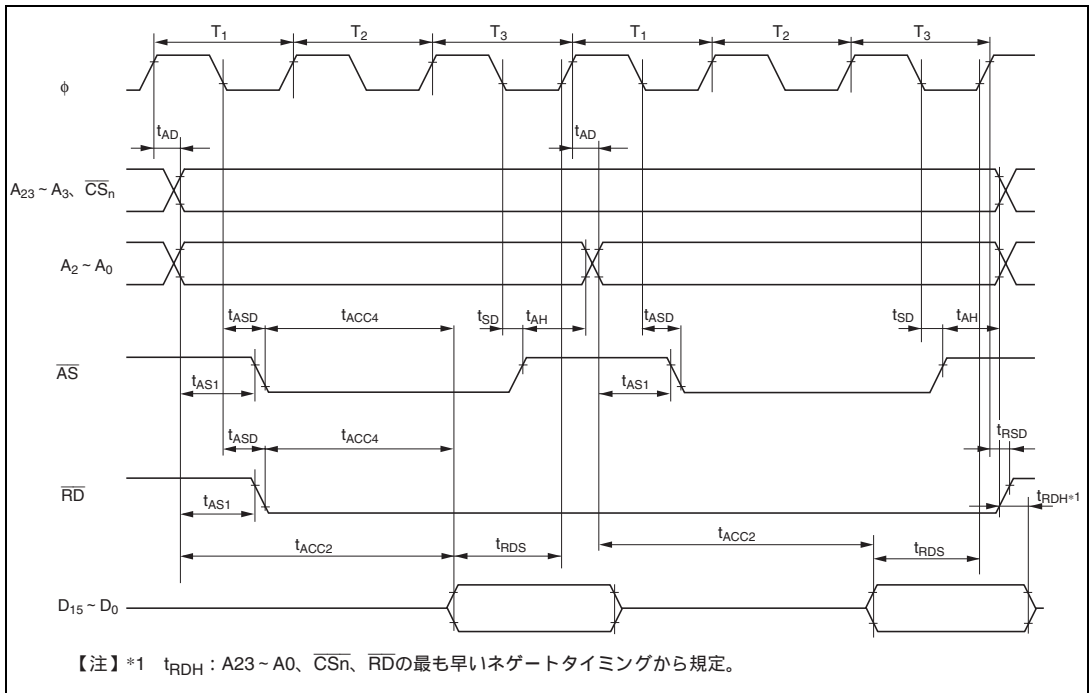 T1 T2 T3 T1 T2 T3
φ
tAD tAD
A23 ~ A3、CSn
A2 ~ A0
tASD tACC4 tSD tAH tASD tSD tAH
AS
tAS1 tAS1
tASD tACC4 tRSD
RD
tAS1 tRDH*1
tACC2 tRDS tACC2 tRDS
D15 ~ D0
【注】*1 tRDH：A23 ~ A0、CSn、RDの最も早いネゲートタイミングから規定。